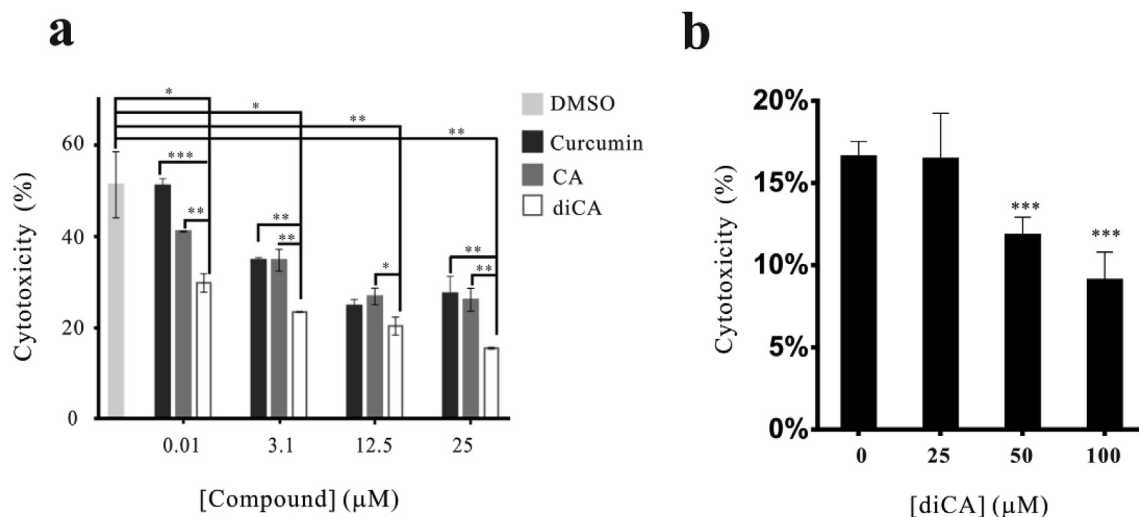 a
Cytotoxicity (%)
60
40
20
0
*
*
**
**
***
**
**
**
*
**
**
DMSO
Curcumin
CA
diCA
0.01 3.1 12.5 25
[Compound] (μM)
b
Cytotoxicity (%)
20%
15%
10%
5%
0%
***
***
0 25 50 100
[diCA] (μM)